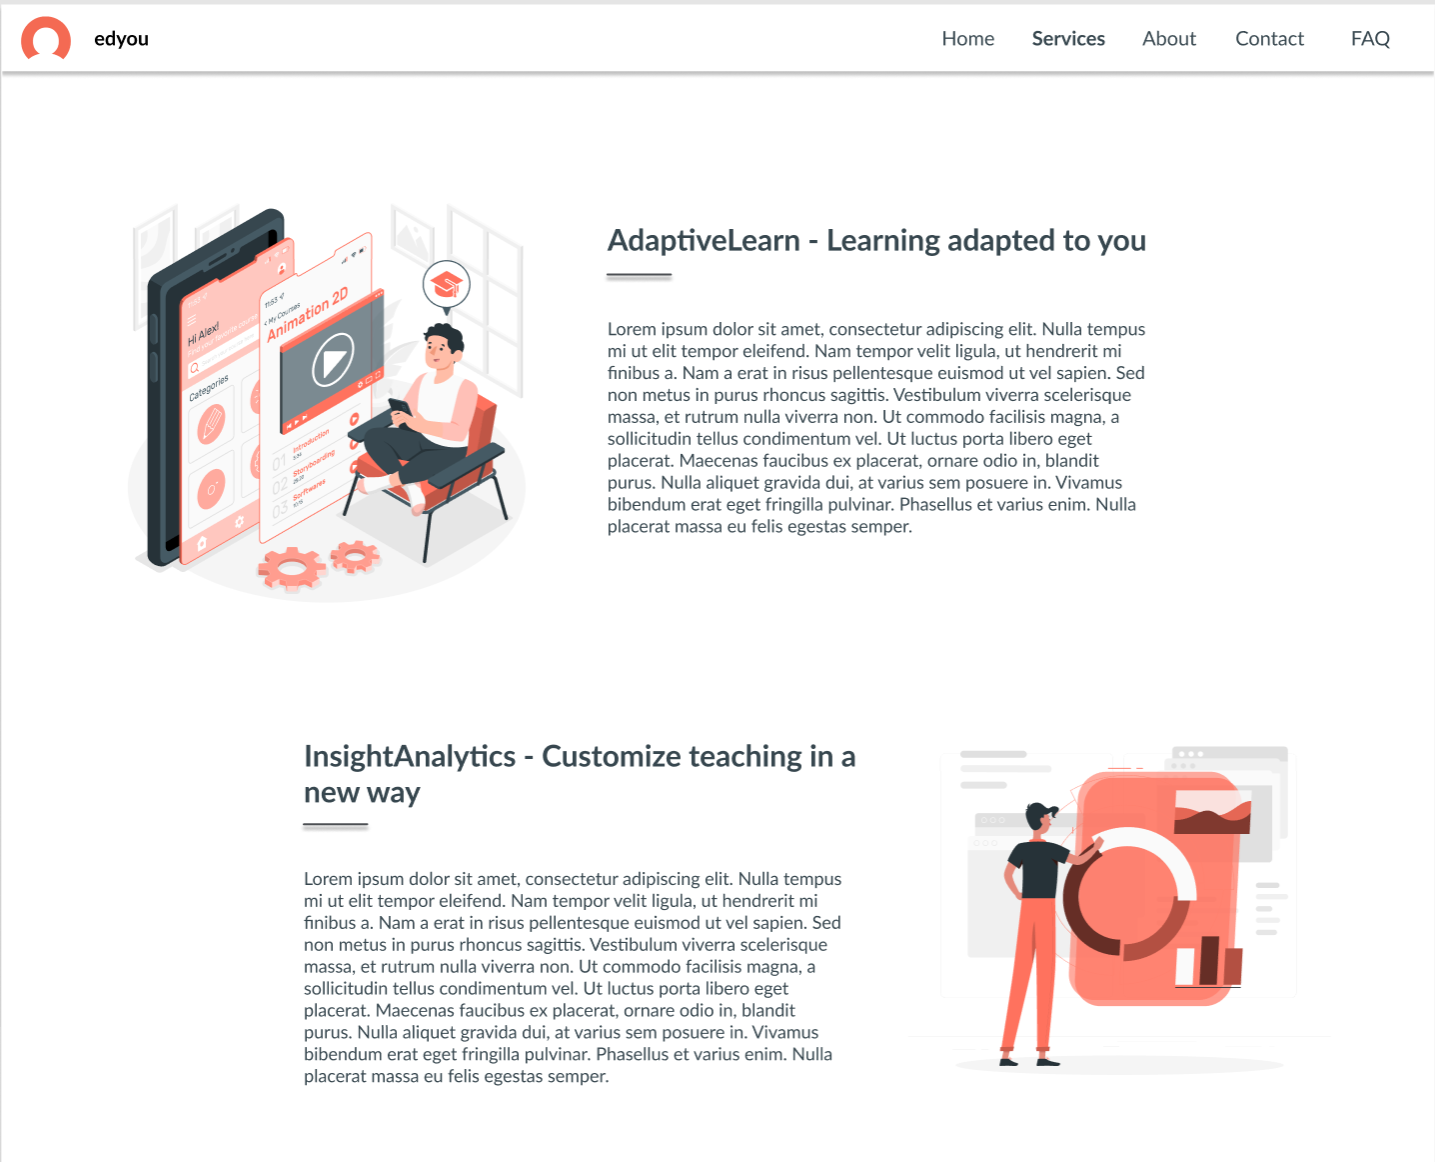 edyou
Home Services About Contact FAQ
AdaptiveLearn - Learning adapted to you
Lorem ipsum dolor sit amet, consectetur adipiscing elit. Nulla tempus
mi ut elit tempor eleifend. Nam tempor velit ligula, ut hendrerit mi
finibus a. Nam a erat in risus pellentesque euismod ut vel sapien. Sed
non metus in purus rhoncus sagittis. Vestibulum viverra scelerisque
massa, et rutrum nulla viverra non. Ut commodo facilisis magna, a
sollicitudin tellus condimentum vel. Ut luctus porta libero eget
placerat. Maecenas faucibus ex placerat, ornare odio in, blandit
purus. Nulla aliquet gravida dui, at varius sem posuere in. Vivamus
bibendum erat eget fringilla pulvinar. Phasellus et varius enim. Nulla
placerat massa eu felis egestas semper.
Hi Alex!
Find your favorite course
Categories
11:53
< My Courses
Animation 2D
01 Introduction
02 Storyboarding
03 Sorftwares
InsightAnalytics - Customize teaching in a
new way
Lorem ipsum dolor sit amet, consectetur adipiscing elit. Nulla tempus
mi ut elit tempor eleifend. Nam tempor velit ligula, ut hendrerit mi
finibus a. Nam a erat in risus pellentesque euismod ut vel sapien. Sed
non metus in purus rhoncus sagittis. Vestibulum viverra scelerisque
massa, et rutrum nulla viverra non. Ut commodo facilisis magna, a
sollicitudin tellus condimentum vel. Ut luctus porta libero eget
placerat. Maecenas faucibus ex placerat, ornare odio in, blandit
purus. Nulla aliquet gravida dui, at varius sem posuere in. Vivamus
bibendum erat eget fringilla pulvinar. Phasellus et varius enim. Nulla
placerat massa eu felis egestas semper.